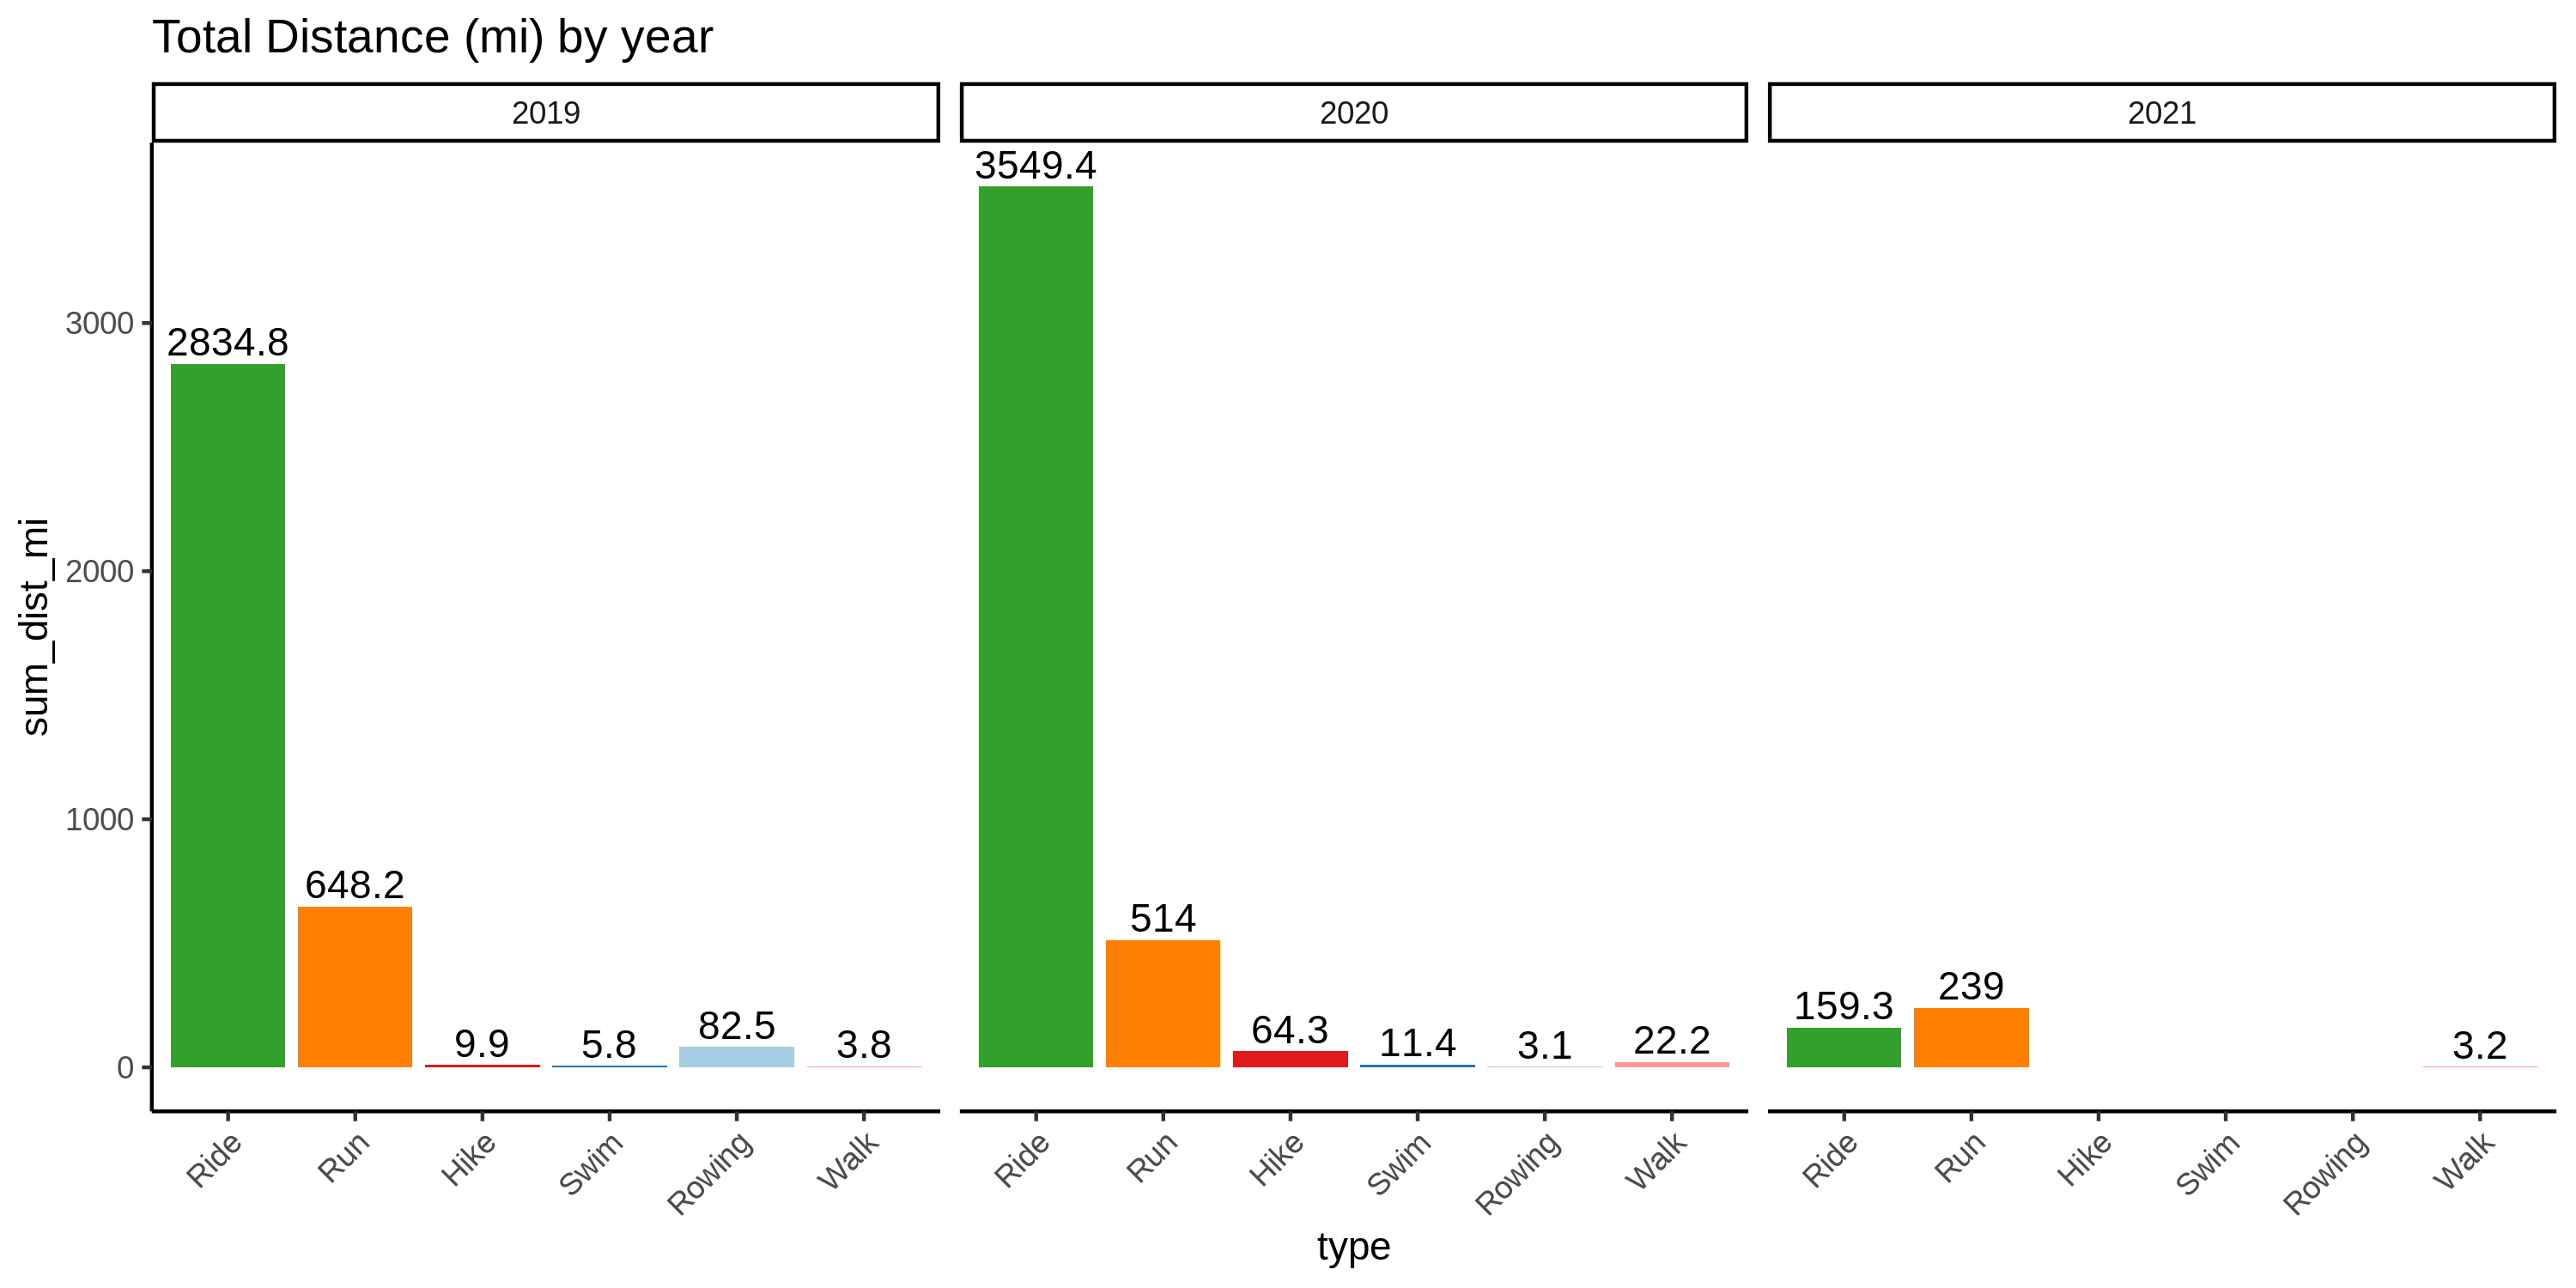 Total Distance (mi) by year
2019 2020 2021
sum_dist_mi
3000
2000
1000
0
2834.8
648.2
9.9
5.8
82.5
3.8
3549.4
514
64.3
11.4
3.1
22.2
159.3
239
3.2
Ride Run Hike Swim Rowing Walk
Ride Run Hike Swim Rowing Walk
Ride Run Hike Swim Rowing Walk
type